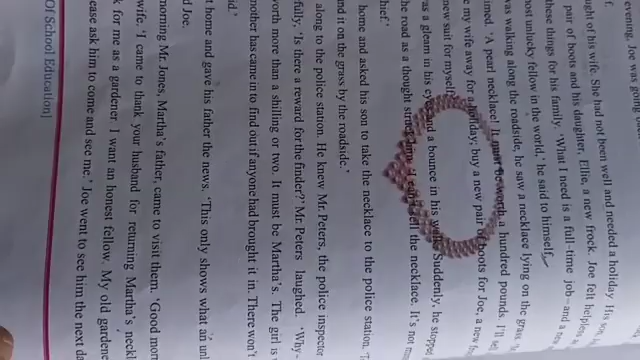 evening. Joe was going
f.
ght of his wife. She had not been well and needed a holiday. His son,
pair of boots and his daughter, Ellie, a new frock. Joe felt helpless
these things for his family. 'What I need is a full-time job – and a
most unlucky fellow in the world,' he said to himself.
was walking along the roadside, he saw a necklace lying on the grass
imed. 'A pearl necklace! It must be worth a hundred pounds. I'll
e my wife away for a holiday, buy a new pair of boots for Joe, a new
new suit for myself
as a gleam in his eyes and a bounce in his walk. Suddenly, he stopped
he road as a thought struck him. 'I can't sell the necklace. It's not
hief.'
home and asked his son to take the necklace to the police station.
nd it on the grass by the roadside.'
along to the police station. He knew Mr. Peters, the police inspector
fully, 'Is there a reward for the finder?' Mr. Peters laughed. 'Why
orth more than a shilling or two. It must be Martha's. The girl is
nother has came in to find out if anyone had brought it in. There won't
id.'
t home and gave his father the news. 'This only shows what an unl
d Joe.
orning Mr. Jones, Martha's father, came to visit them. 'Good mor
wife. 'I came to thank your husband for returning Martha's neckl
k for me as a gardener. I want an honest fellow. My old gardene
ease ask him to come and see me.' Joe went to see him the next d
Of School Education]